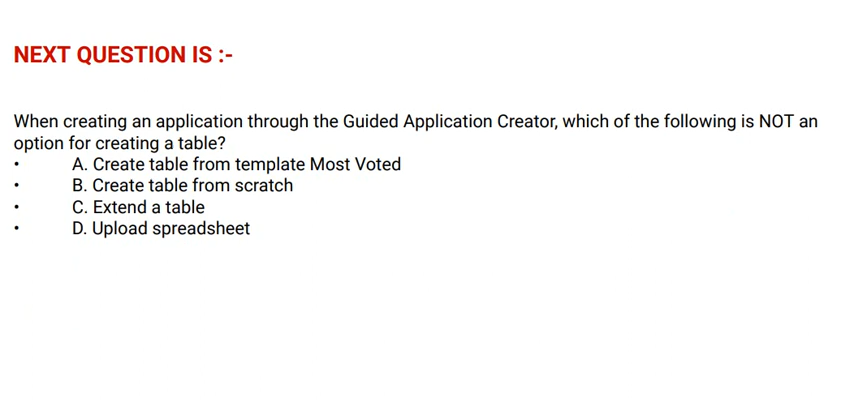 NEXT QUESTION IS :-
When creating an application through the Guided Application Creator, which of the following is NOT an
option for creating a table?
• A. Create table from template Most Voted
• B. Create table from scratch
• C. Extend a table
• D. Upload spreadsheet